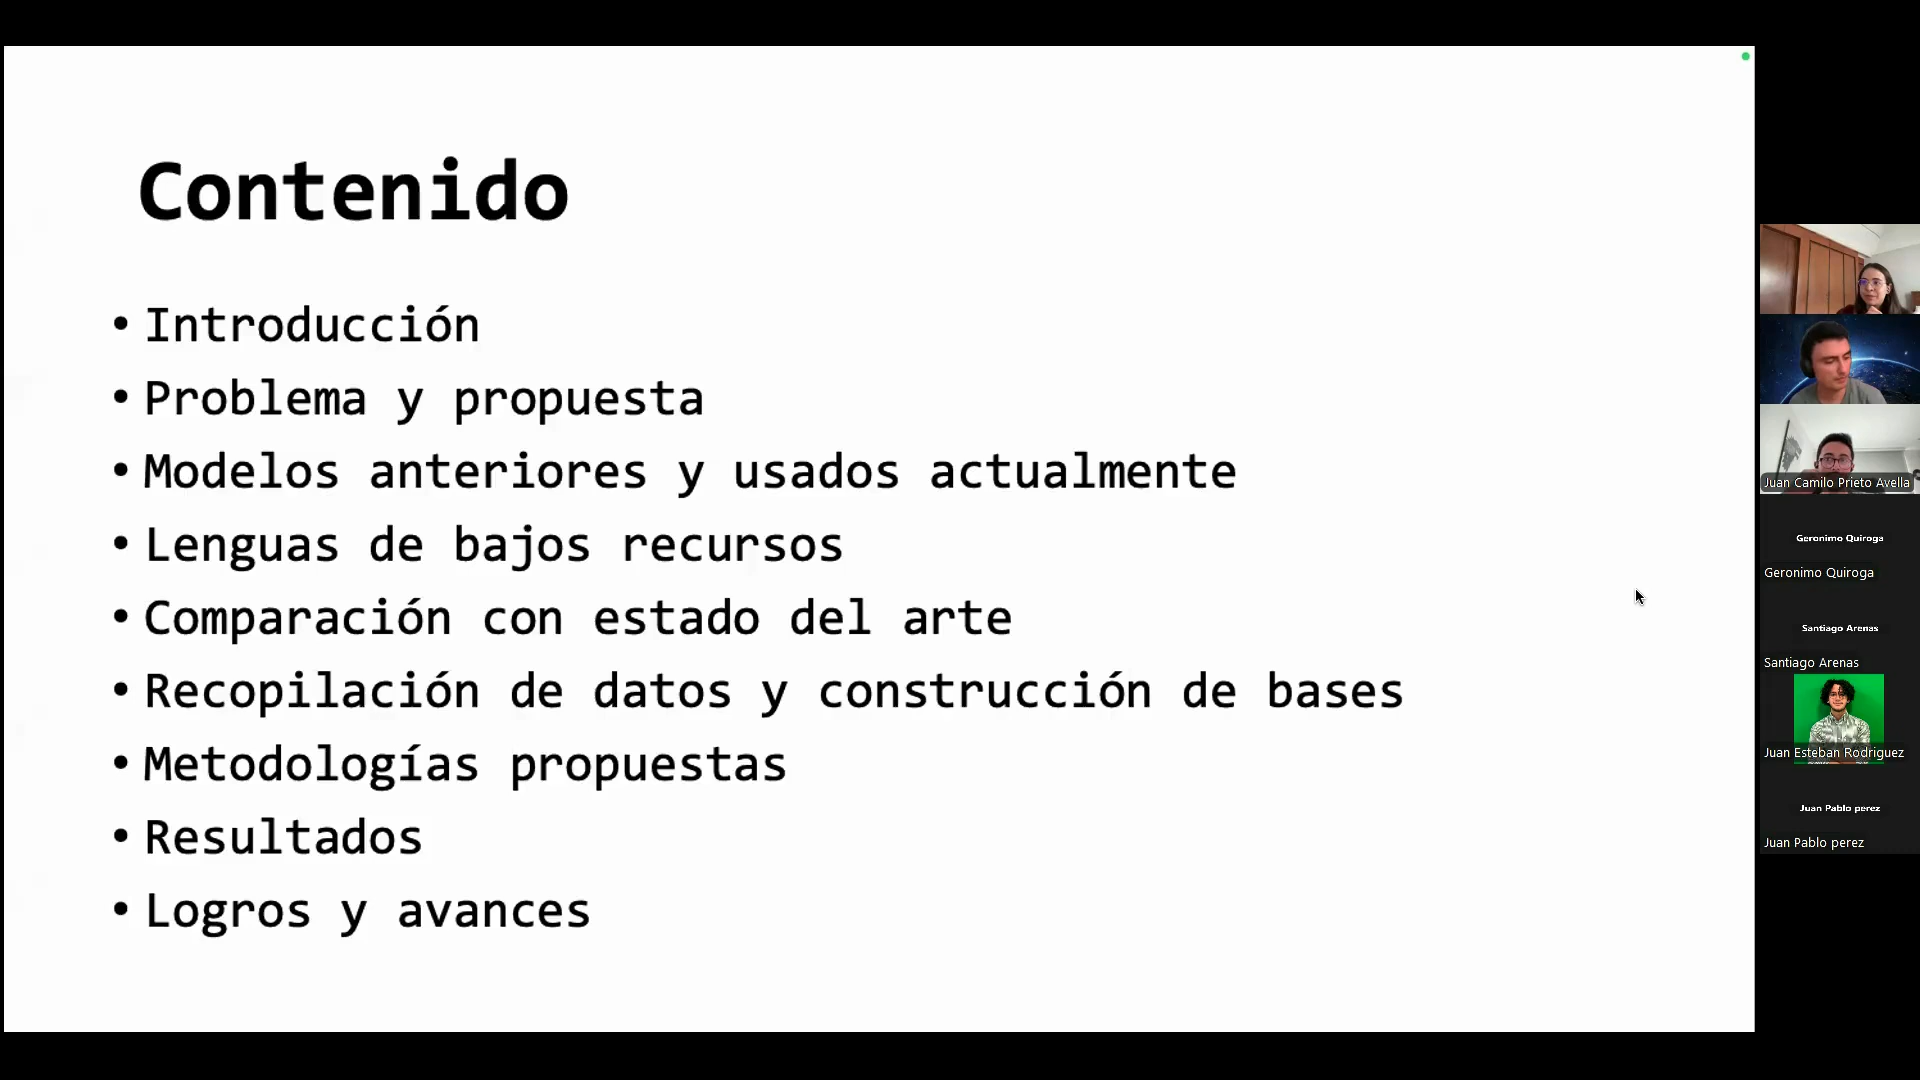 Contenido
• Introducción
• Problema y propuesta
• Modelos anteriores y usados actualmente
• Lenguas de bajos recursos
• Comparación con estado del arte
• Recopilación de datos y construcción de bases
• Metodologías propuestas
• Resultados
• Logros y avances
Juan Camilo Prieto Avella
Geronimo Quiroga
Geronimo Quiroga
Santiago Arenas
Santiago Arenas
Juan Esteban Rodriguez
Juan Pablo perez
Juan Pablo perez